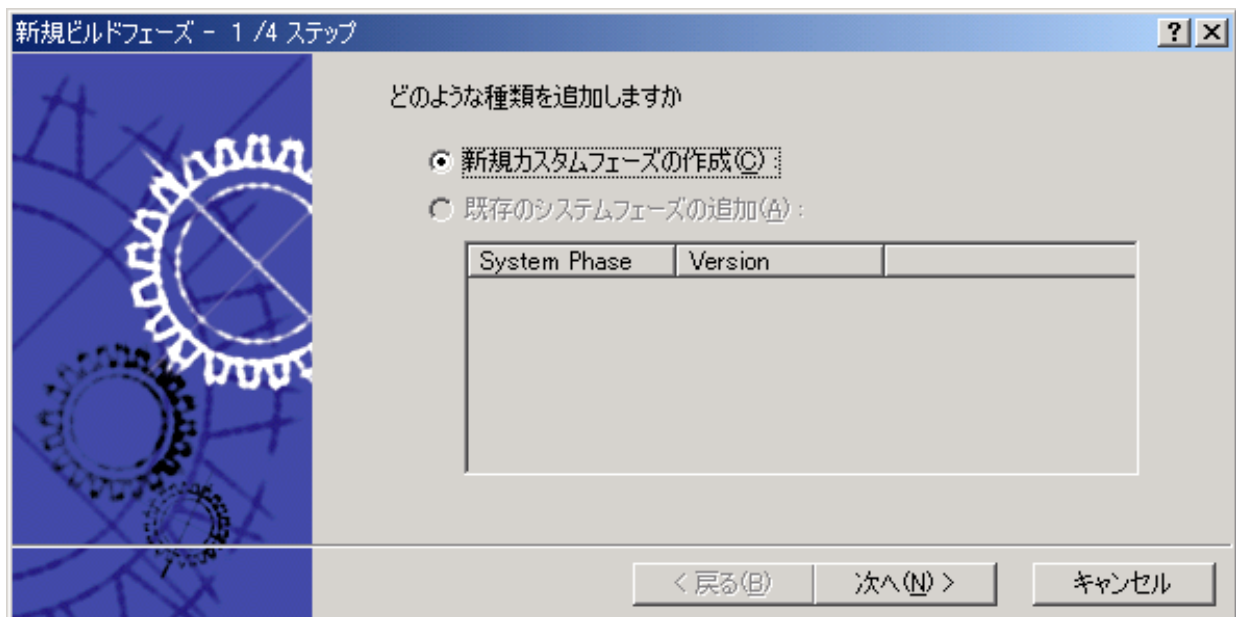 新規ビルドフェーズ - 1 /4 ステップ
どのような種類を追加しますか
新規カスタムフェーズの作成(C) :
既存のシステムフェーズの追加(A) :
System Phase Version
< 戻る(B) 次へ(N) > キャンセル